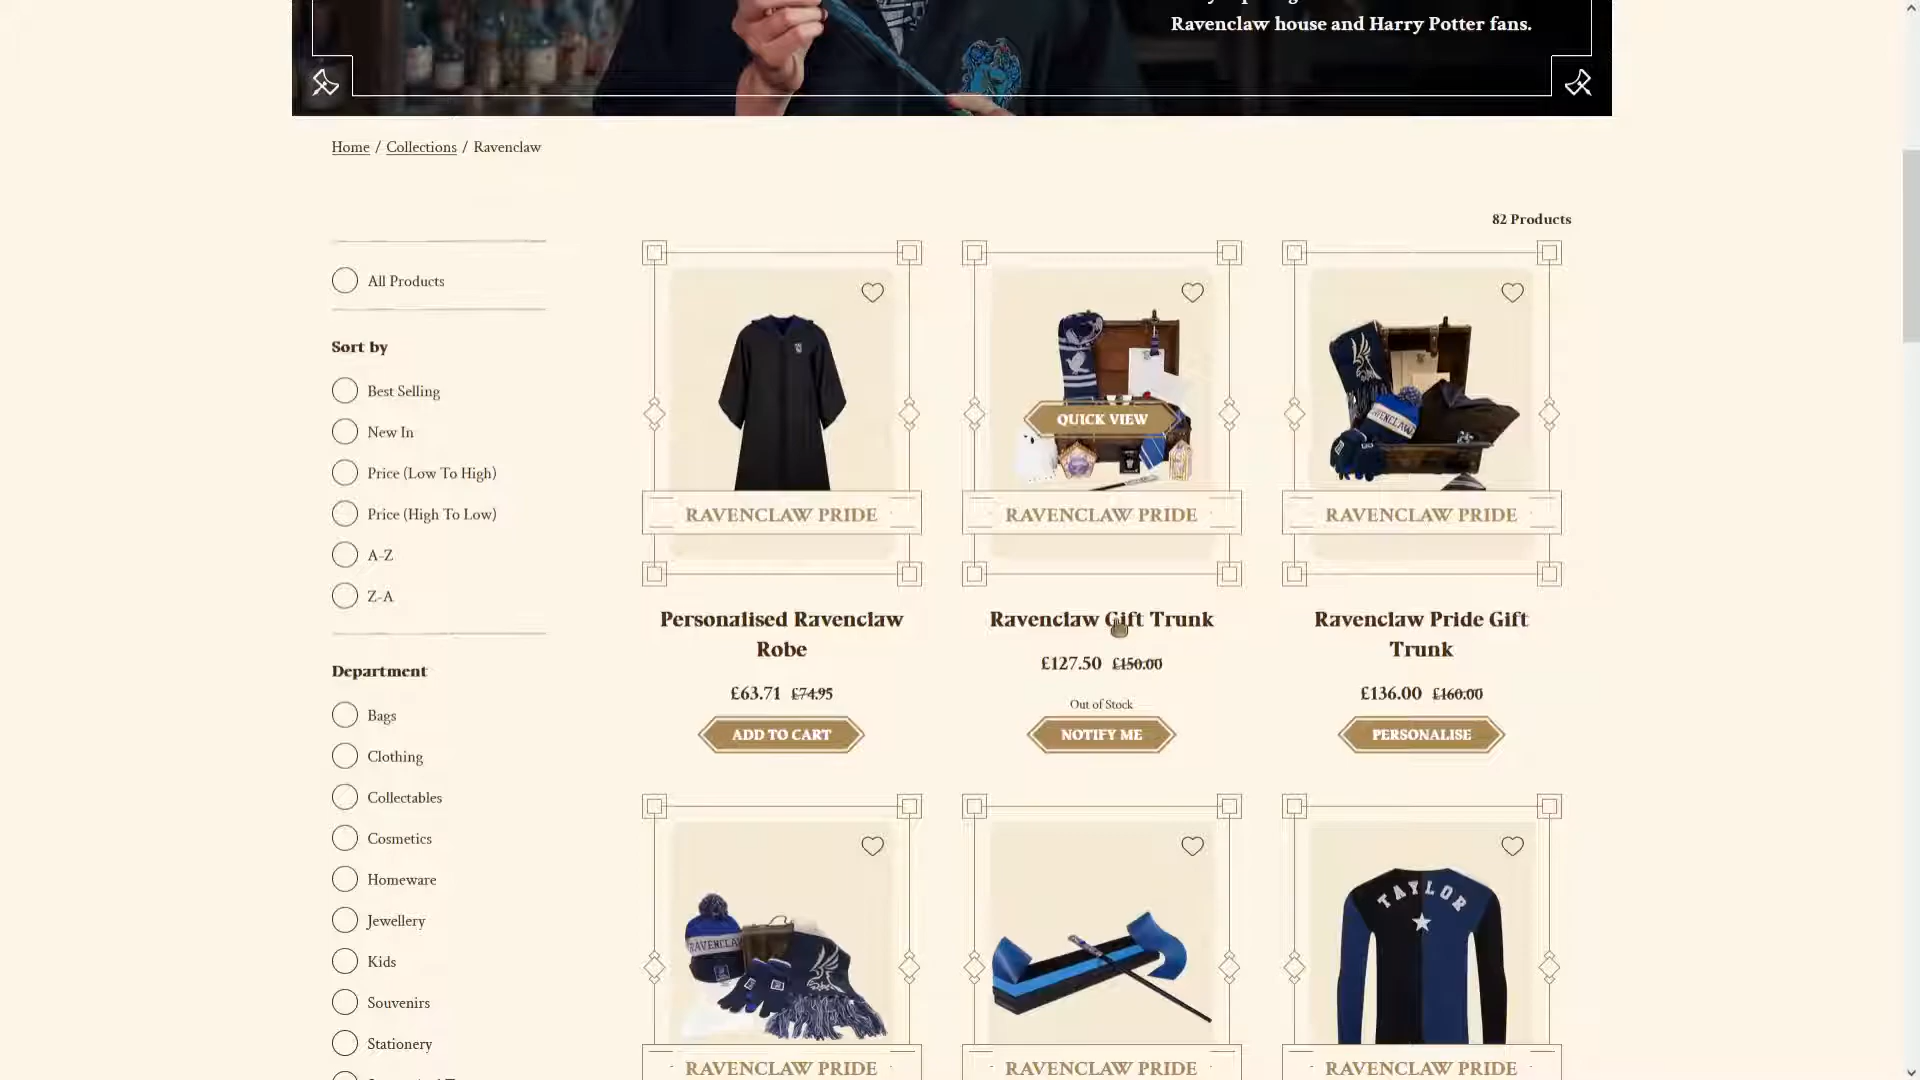 Ravenclaw house and Harry Potter fans.
Home / Collections / Ravenclaw
82 Products
All Products
Sort by
Best Selling
New In
Price (Low To High)
Price (High To Low)
A-Z
Z-A
Department
Bags
Clothing
Collectables
Cosmetics
Homeware
Jewellery
Kids
Souvenirs
Stationery
RAVENCLAW PRIDE
Personalised Ravenclaw
Robe
£63.71 £74.95
ADD TO CART
QUICK VIEW
RAVENCLAW PRIDE
Ravenclaw Gift Trunk
£127.50 £150.00
Out of Stock
NOTIFY ME
RAVENCLAW
RAVENCLAW PRIDE
Ravenclaw Pride Gift
Trunk
£136.00 £160.00
PERSONALISE
RAVENCLAW
RAVENCLAW PRIDE
RAVENCLAW PRIDE
TAYLOR
RAVENCLAW PRIDE